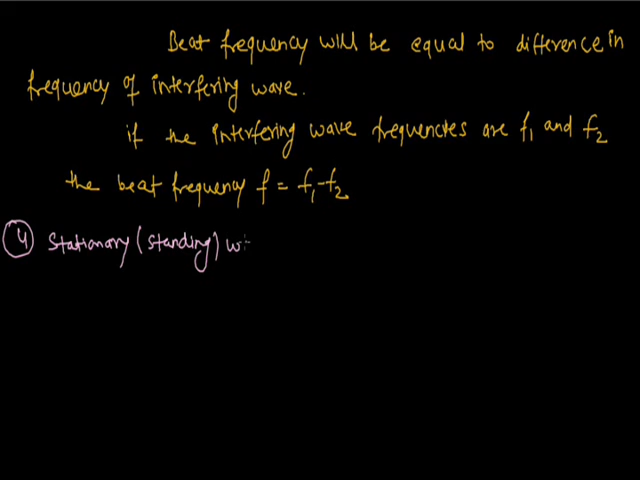 Beat frequency will be equal to difference in
frequency of interfering wave.
if the interfering wave frequencies are f₁ and f₂
the beat frequency f = f₁-f₂
4 Stationary (standing) w